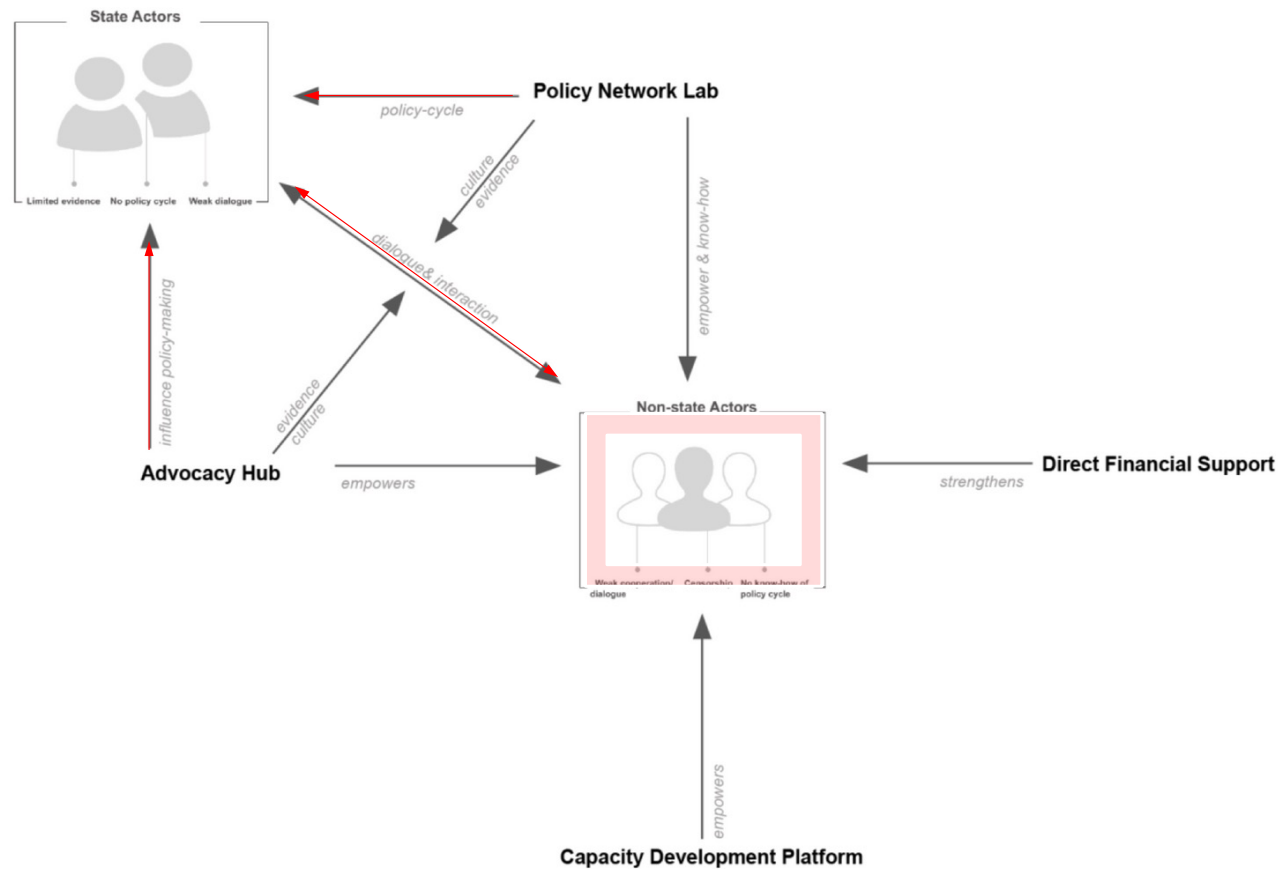 State Actors
Policy Network Lab
policy-cycle
culture
evidence
Limited evidence
No policy cycle
Weak dialogue
dialogue& interaction
empower & know-how
influence policy-making
evidence
culture
Non-state Actors
Advocacy Hub
empowers
Direct Financial Support
strengthens
Weak cooperation/
dialogue
Censorship
No know-how of
policy cycle
empowers
Capacity Development Platform